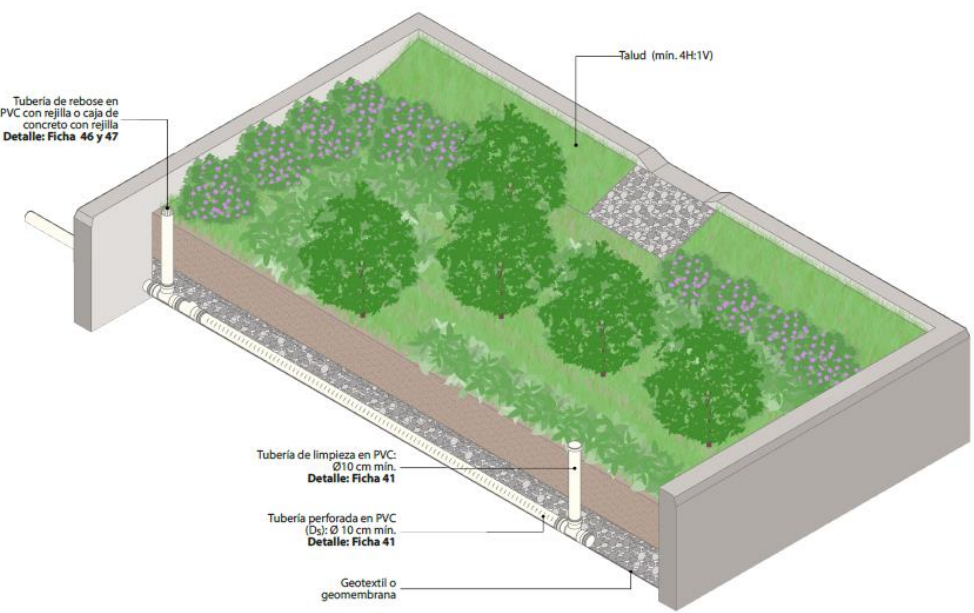 Talud (mín. 4H:1V)
Tubería de rebose en
PVC con rejilla o caja de
concreto con rejilla
Detalle: Ficha 46 y 47
Tubería de limpieza en PVC:
Ø10 cm mín.
Detalle: Ficha 41
Tubería perforada en PVC
(Ds): Ø 10 cm mín.
Detalle: Ficha 41
Geotextil o
geomembrana